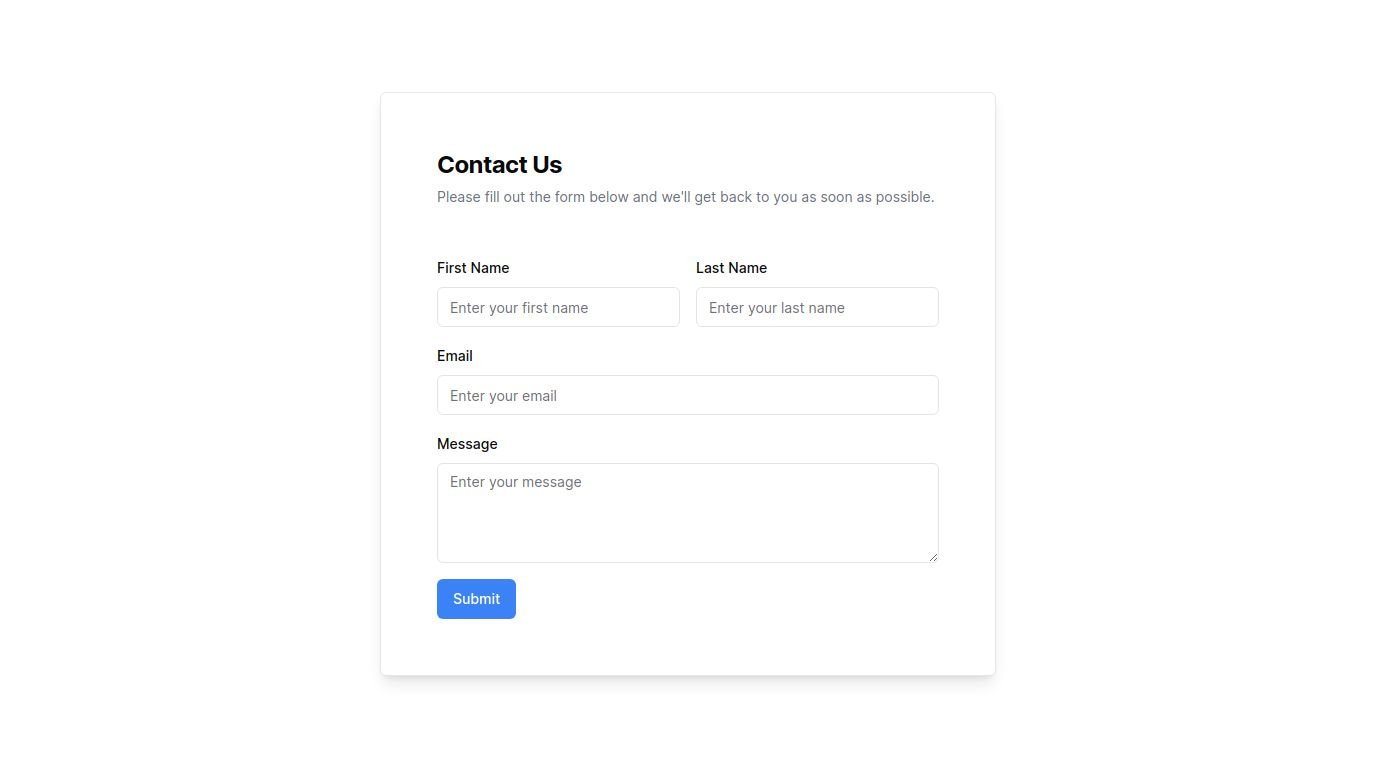 Contact Us
Please fill out the form below and we'll get back to you as soon as possible.
First Name
Last Name
Enter your first name
Enter your last name
Email
Enter your email
Message
Enter your message
Submit